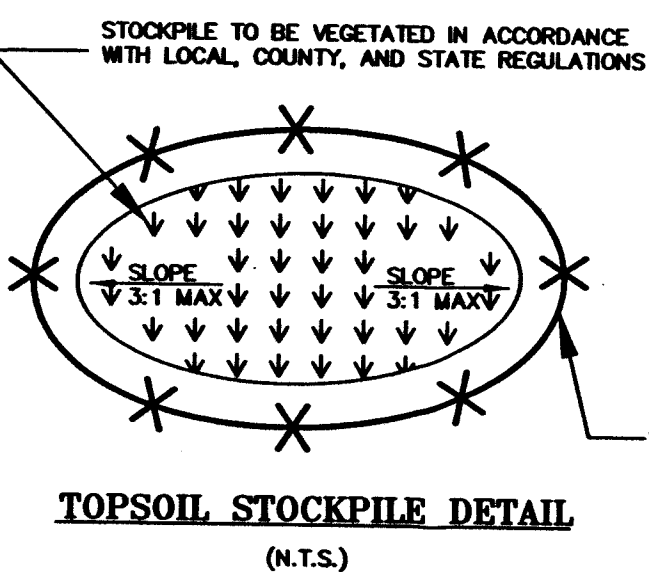 STOCKPILE TO BE VEGETATED IN ACCORDANCE
WITH LOCAL, COUNTY, AND STATE REGULATIONS
SLOPE
3:1 MAX
SLOPE
3:1 MAX
TOPSOIL STOCKPILE DETAIL
(N.T.S.)